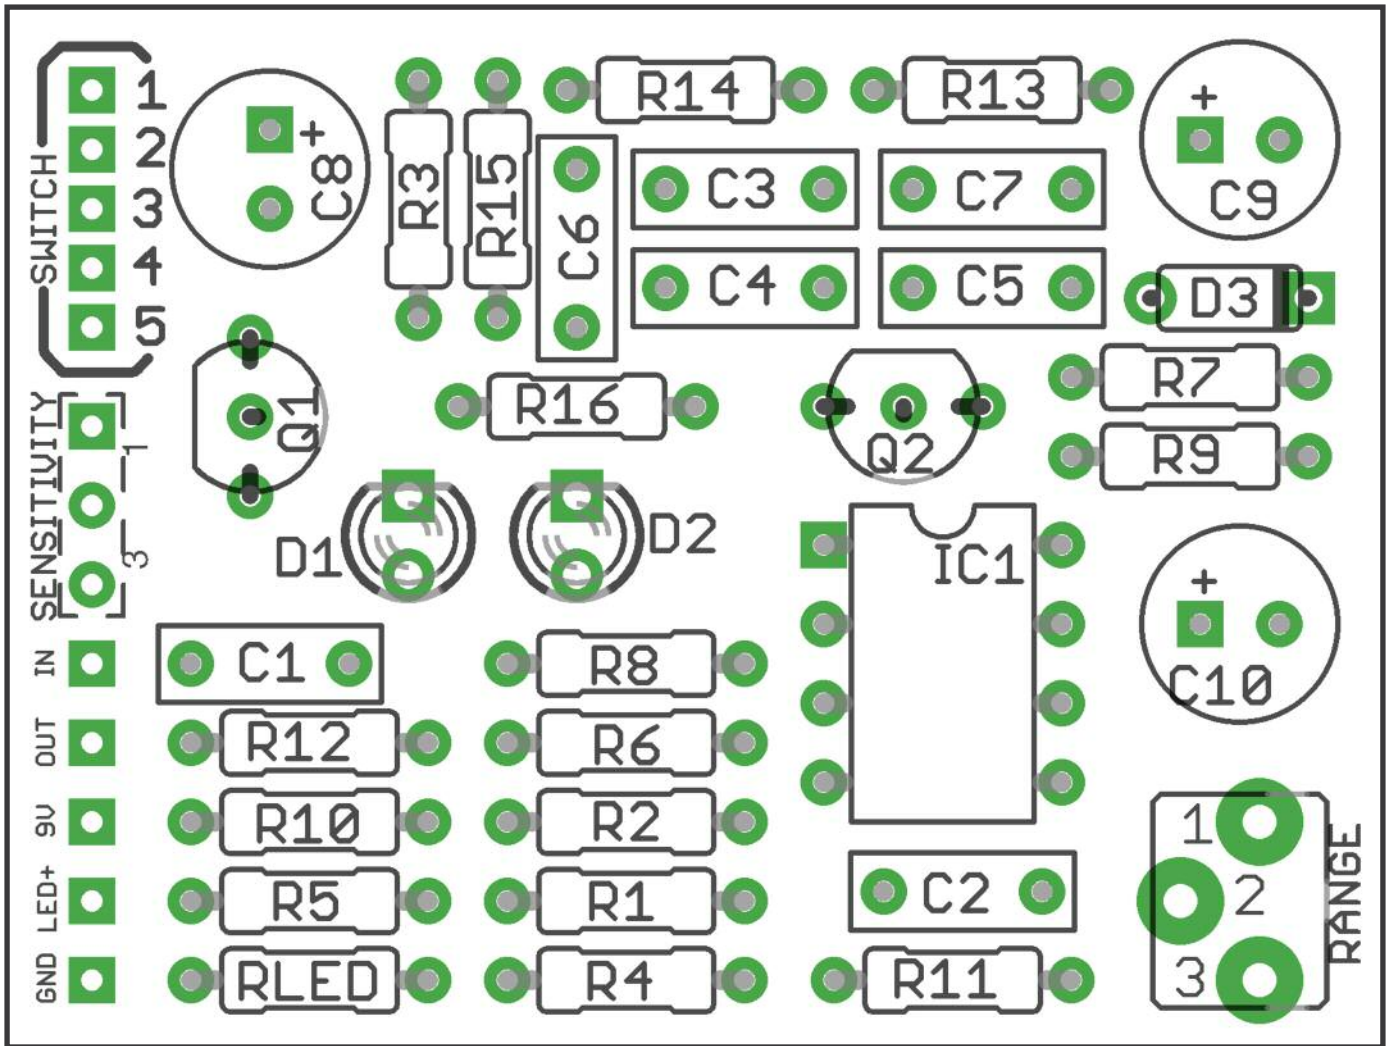 SWITCH
1
2
3
4
5
+
C8
R3
R15
R14
R13
+
C9
C6
C3
C7
C4
C5
D3
R7
R9
Q1
R16
Q2
SENSITIVITY
1
3
D1
D2
IC1
+
C10
IN
C1
R8
OUT
R12
R6
9V
R10
R2
LED+
R5
R1
C2
GND
RLED
R4
R11
1
2
3
RANGE